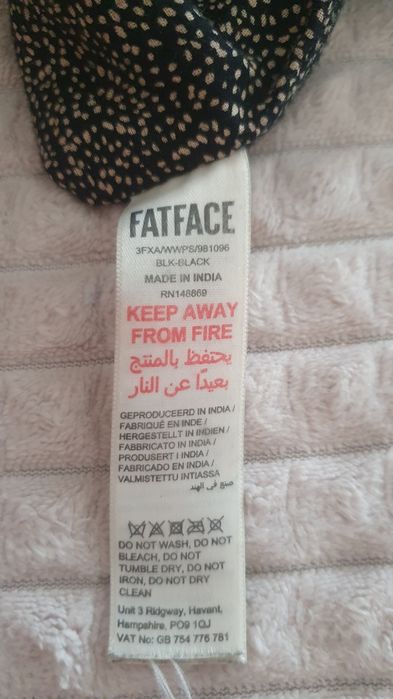 FATFACE
3FXA/WWPS/981096
BLK-BLACK
MADE IN INDIA
RN148869
KEEP AWAY
FROM FIRE
يحتفظ بالمنتج
بعيدًا عن النار
GEPRODUCEERD IN INDIA /
FABRIQUÉ EN INDE /
HERGESTELLT IN INDIEN /
FABBRICATO IN INDIA /
PRODUSERT I INDIA /
FABRICADO EN INDIA /
VALMISTETTU INTIASSA
صنع في الهند
DO NOT WASH, DO NOT
BLEACH, DO NOT
TUMBLE DRY, DO NOT
IRON, DO NOT DRY
CLEAN
Unit 3 Ridgway, Havant,
Hampshire, PO9 1QJ
VAT No: GB 754 776 781